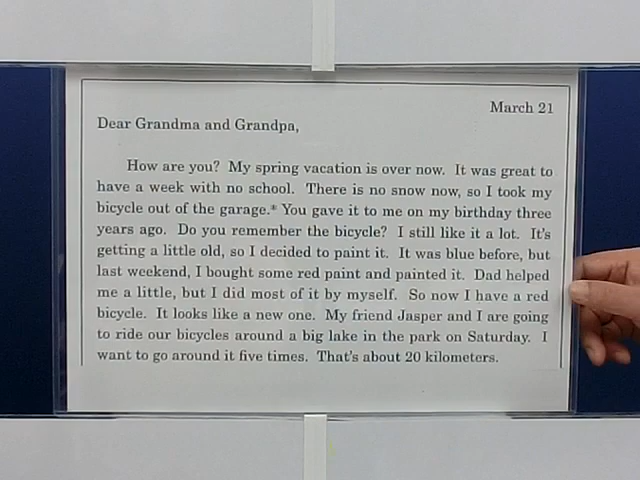 March 21
Dear Grandma and Grandpa,
How are you? My spring vacation is over now. It was great to
have a week with no school. There is no snow now, so I took my
bicycle out of the garage.* You gave it to me on my birthday three
years ago. Do you remember the bicycle? I still like it a lot. It's
getting a little old, so I decided to paint it. It was blue before, but
last weekend, I bought some red paint and painted it. Dad helped
me a little, but I did most of it by myself. So now I have a red
bicycle. It looks like a new one. My friend Jasper and I are going
to ride our bicycles around a big lake in the park on Saturday. I
want to go around it five times. That's about 20 kilometers.